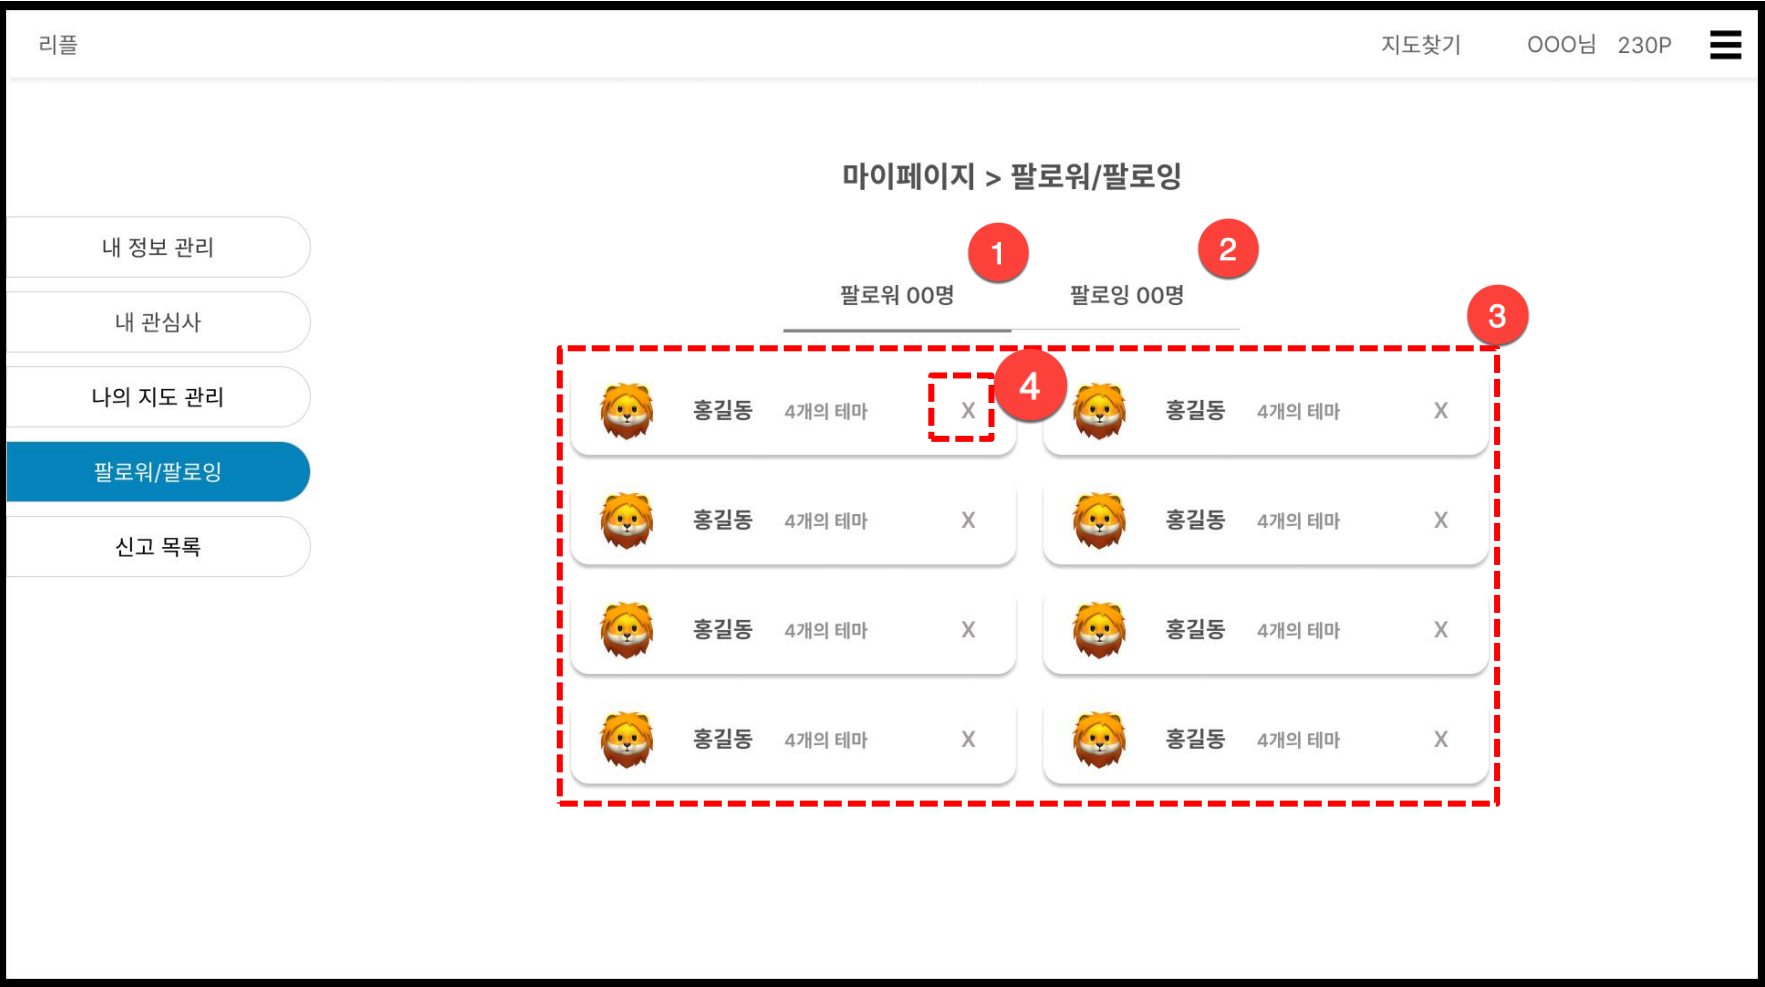 리플
지도찾기 OOO님 230P
마이페이지 > 팔로워/팔로잉
내 정보 관리
내 관심사
나의 지도 관리
팔로워/팔로잉
신고 목록
1
2
팔로워 00명 팔로잉 00명
3
4
홍길동 4개의 테마 X 홍길동 4개의 테마 X
홍길동 4개의 테마 X 홍길동 4개의 테마 X
홍길동 4개의 테마 X 홍길동 4개의 테마 X
홍길동 4개의 테마 X 홍길동 4개의 테마 X